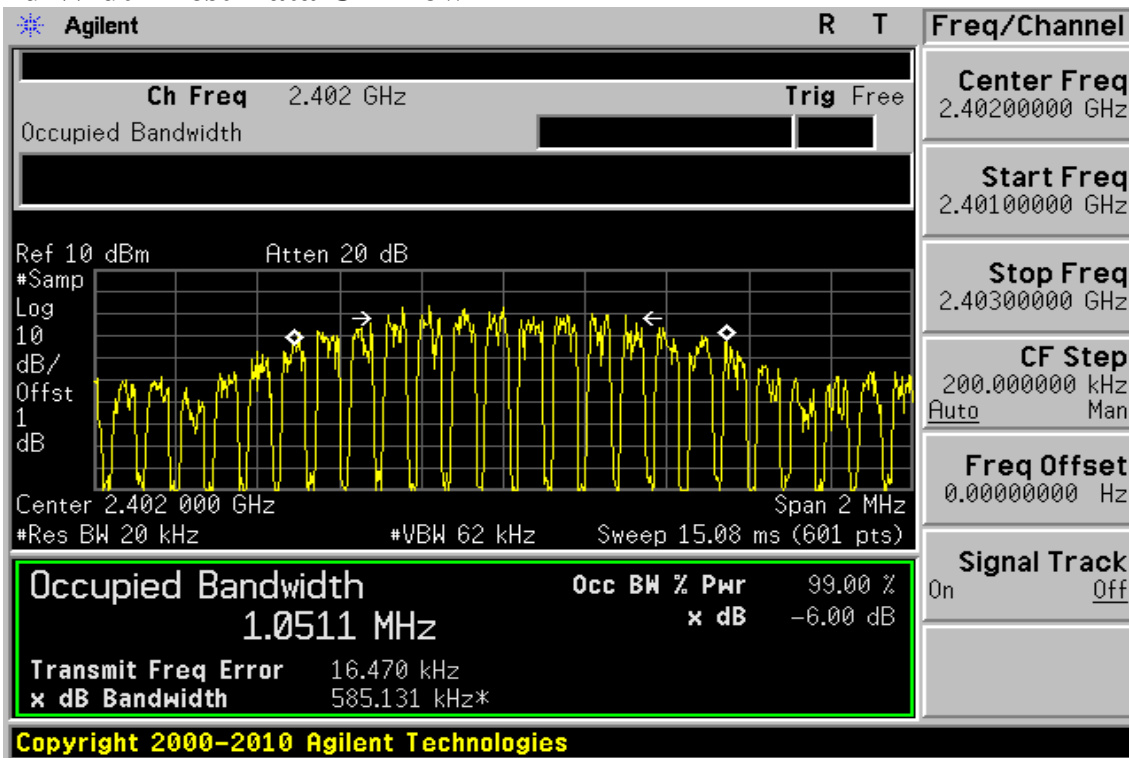 Agilent R T Freq/Channel
Ch Freq 2.402 GHz Trig Free
Occupied Bandwidth
Center Freq
2.40200000 GHz
Start Freq
2.40100000 GHz
Stop Freq
2.40300000 GHz
CF Step
200.000000 kHz
Auto Man
Freq Offset
0.00000000 Hz
Signal Track
On Off
Ref 10 dBm Atten 20 dB
#Samp
Log
10
dB/
Offst
1
dB
Center 2.402 000 GHz Span 2 MHz
#Res BW 20 kHz #VBW 62 kHz Sweep 15.08 ms (601 pts)
Occupied Bandwidth Occ BW % Pwr 99.00 %
1.0511 MHz x dB -6.00 dB
Transmit Freq Error 16.470 kHz
x dB Bandwidth 585.131 kHz*
Copyright 2000-2010 Agilent Technologies